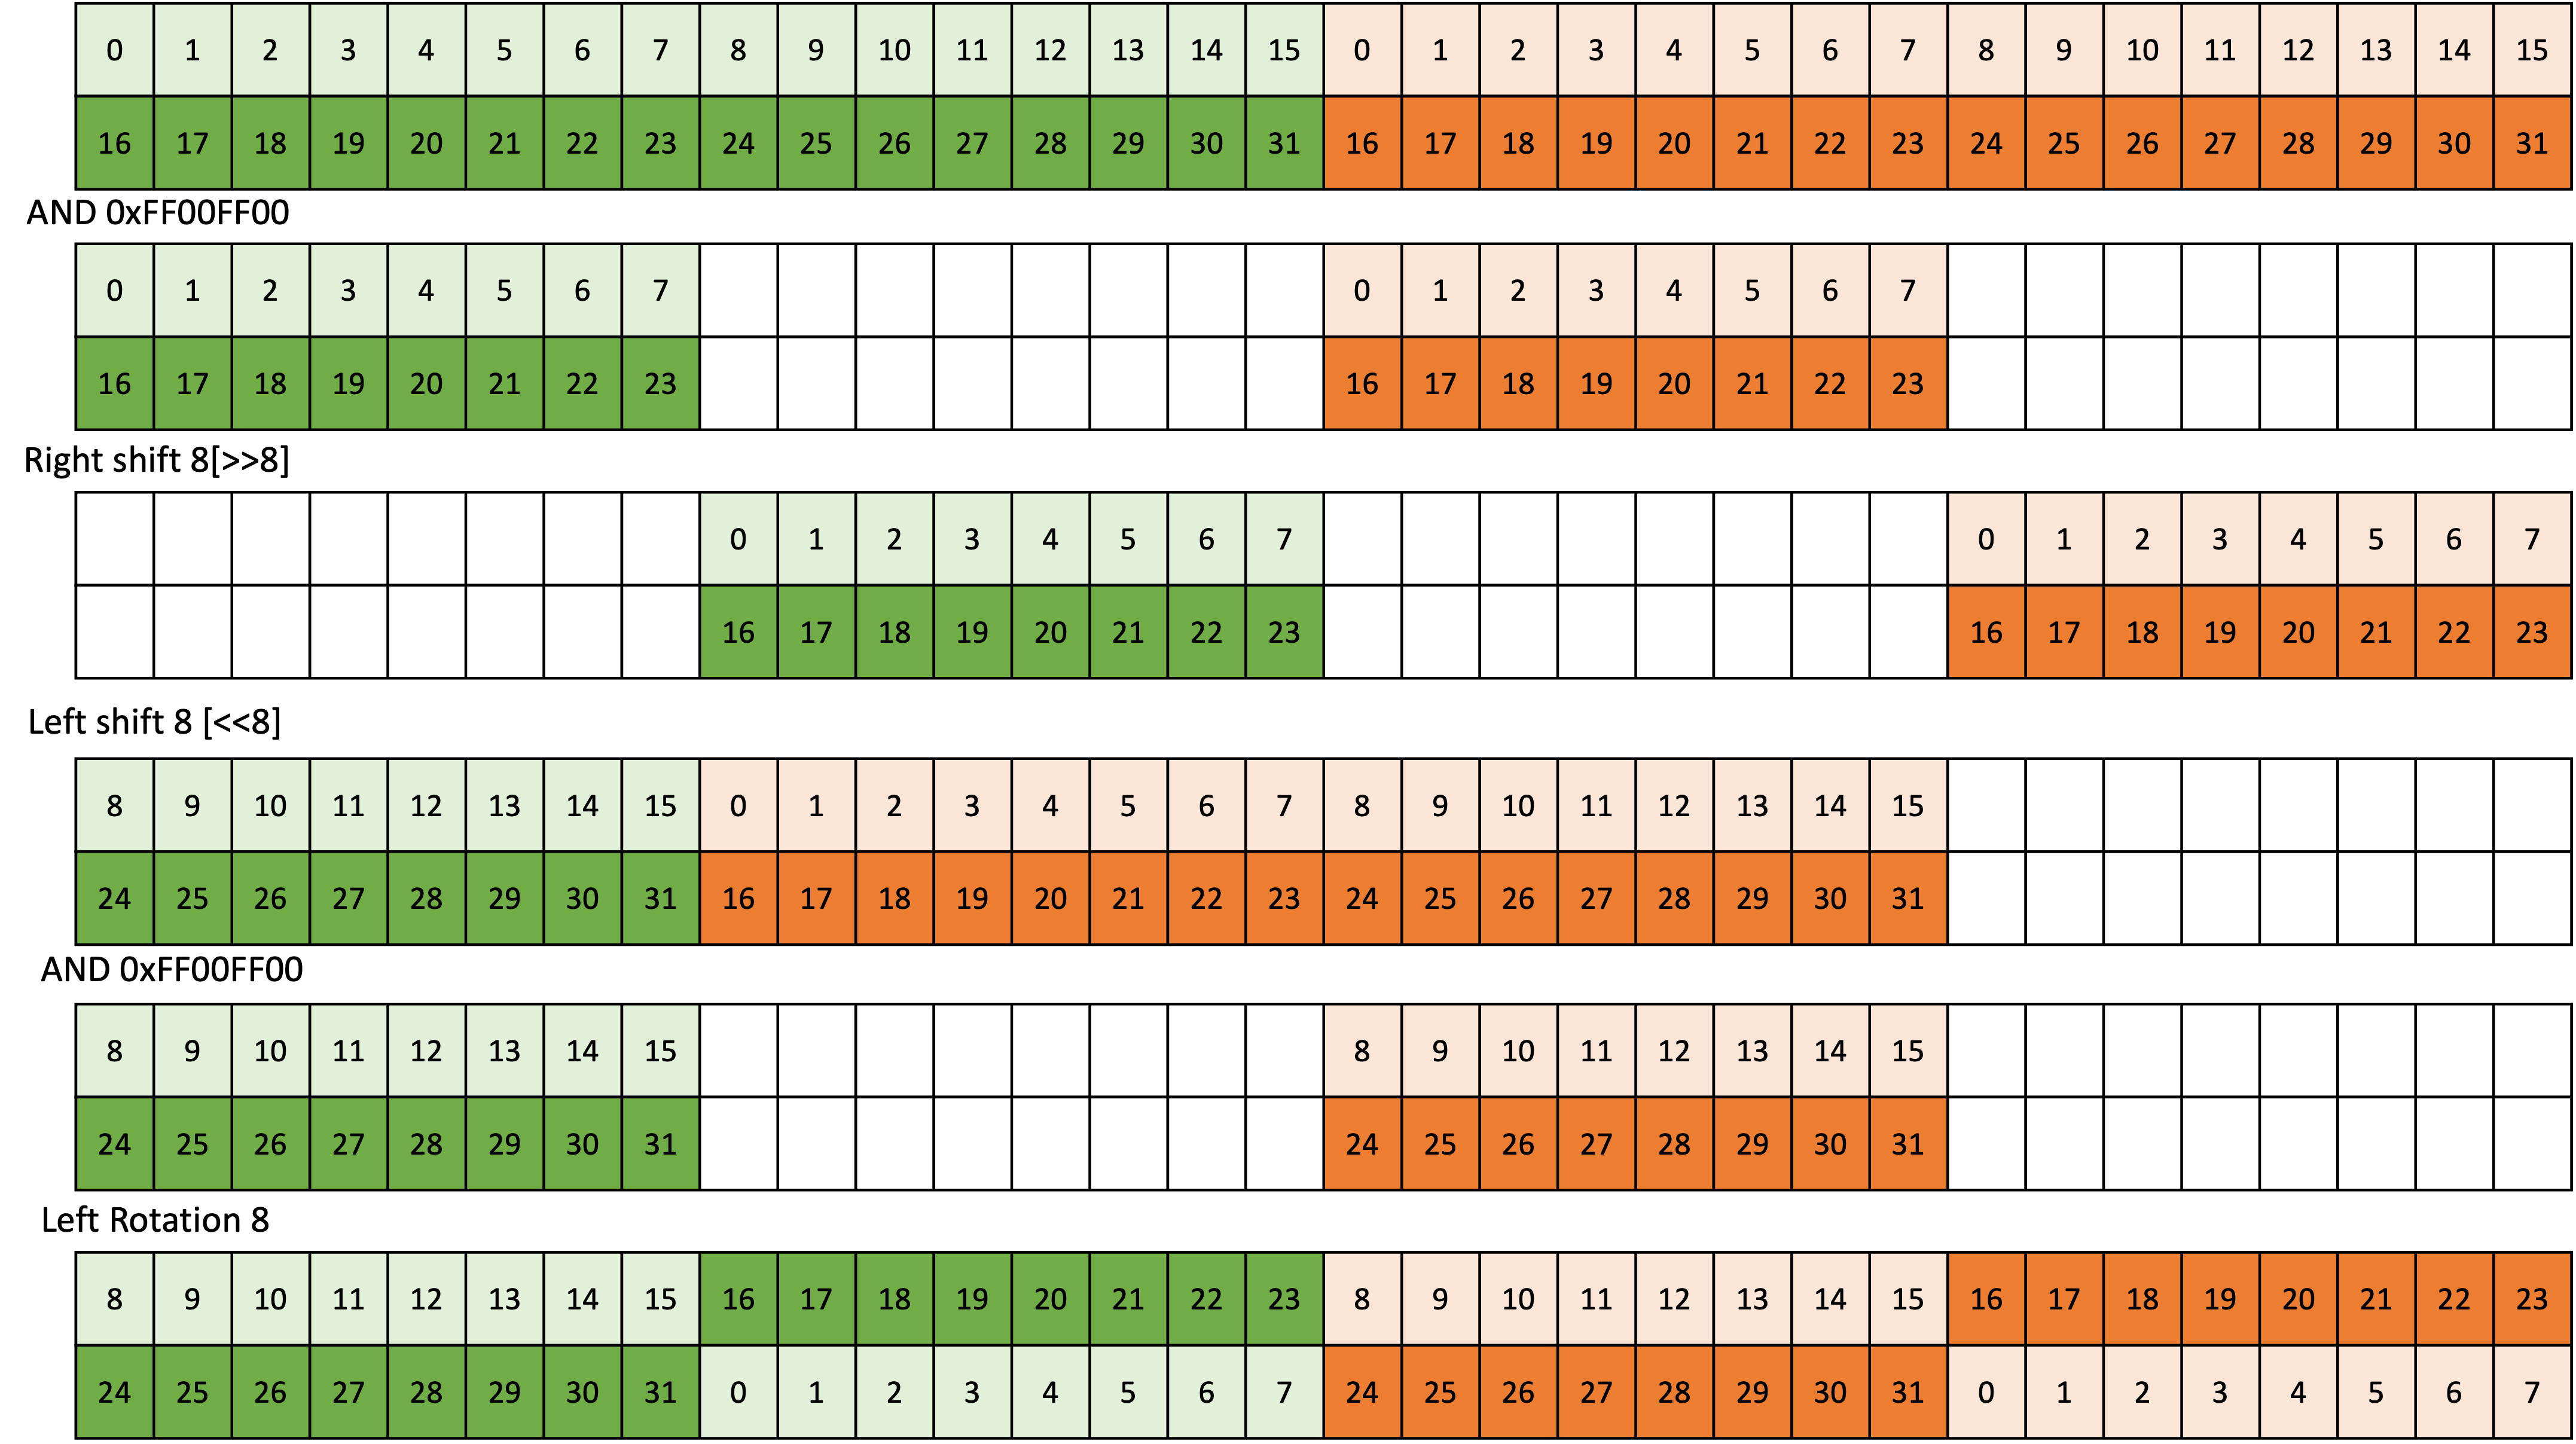 0 1 2 3 4 5 6 7 8 9 10 11 12 13 14 15 0 1 2 3 4 5 6 7 8 9 10 11 12 13 14 15
16 17 18 19 20 21 22 23 24 25 26 27 28 29 30 31 16 17 18 19 20 21 22 23 24 25 26 27 28 29 30 31
AND 0xFF00FF00
0 1 2 3 4 5 6 7 0 1 2 3 4 5 6 7
16 17 18 19 20 21 22 23 16 17 18 19 20 21 22 23
Right shift 8[>>8]
0 1 2 3 4 5 6 7 0 1 2 3 4 5 6 7
16 17 18 19 20 21 22 23 16 17 18 19 20 21 22 23
Left shift 8 [<<8]
8 9 10 11 12 13 14 15 0 1 2 3 4 5 6 7 8 9 10 11 12 13 14 15
24 25 26 27 28 29 30 31 16 17 18 19 20 21 22 23 24 25 26 27 28 29 30 31
AND 0xFF00FF00
8 9 10 11 12 13 14 15 8 9 10 11 12 13 14 15
24 25 26 27 28 29 30 31 24 25 26 27 28 29 30 31
Left Rotation 8
8 9 10 11 12 13 14 15 16 17 18 19 20 21 22 23 8 9 10 11 12 13 14 15 16 17 18 19 20 21 22 23
24 25 26 27 28 29 30 31 0 1 2 3 4 5 6 7 24 25 26 27 28 29 30 31 0 1 2 3 4 5 6 7